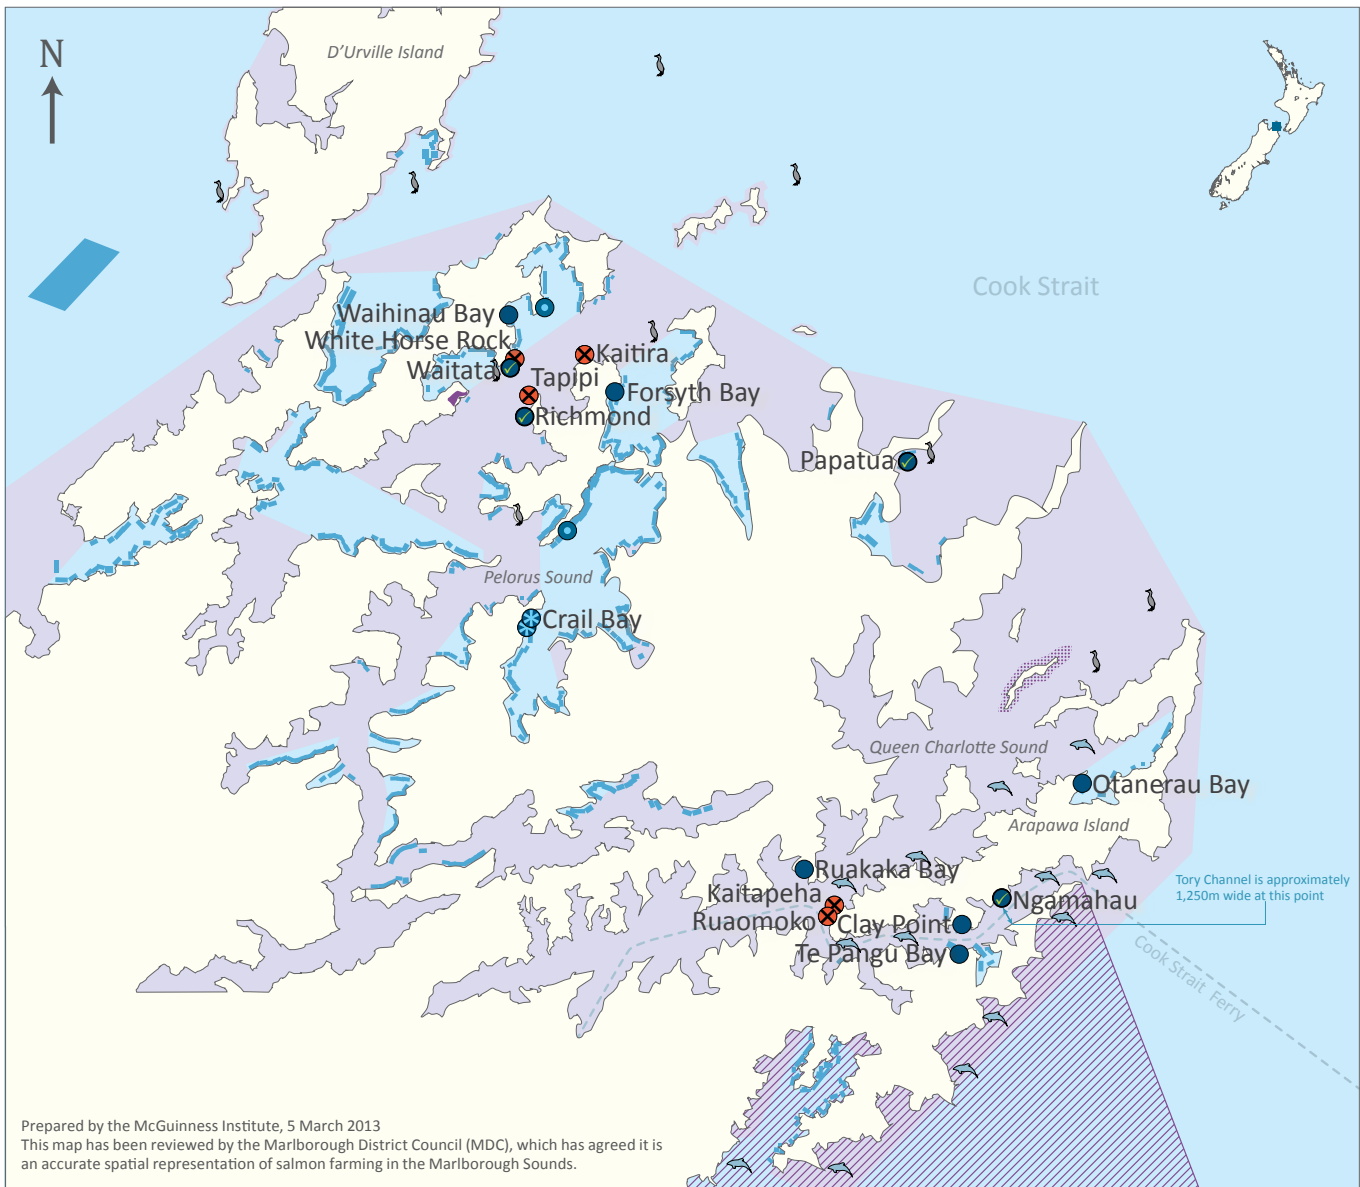 N
D'Urville Island
Cook Strait
Waihinau Bay
White Horse Rock
Kaitira
Waitata
Tapipi
Forsyth Bay
Richmond
Papatua
Pelorus Sound
Crail Bay
Queen Charlotte Sound
Otanerau Bay
Arapawa Island
Ruakaka Bay
Tory Channel is approximately
1,250m wide at this point
Kaitapeha
Ngamahau
Ruaomoko
Clay Point
Te Pangu Bay
Cook Strait Ferry
Prepared by the McGuinness Institute, 5 March 2013
This map has been reviewed by the Marlborough District Council (MDC), which has agreed it is
an accurate spatial representation of salmon farming in the Marlborough Sounds.